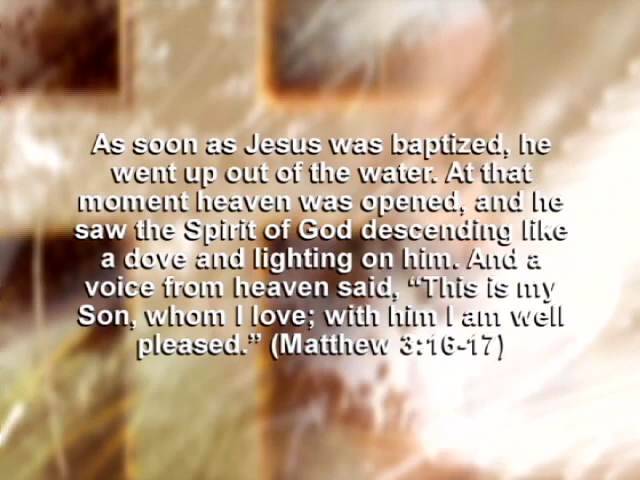 As soon as Jesus was baptized, he
went up out of the water. At that
moment heaven was opened, and he
saw the Spirit of God descending like
a dove and lighting on him. And a
voice from heaven said, “This is my
Son, whom I love; with him I am well
pleased.” (Matthew 3:16-17)